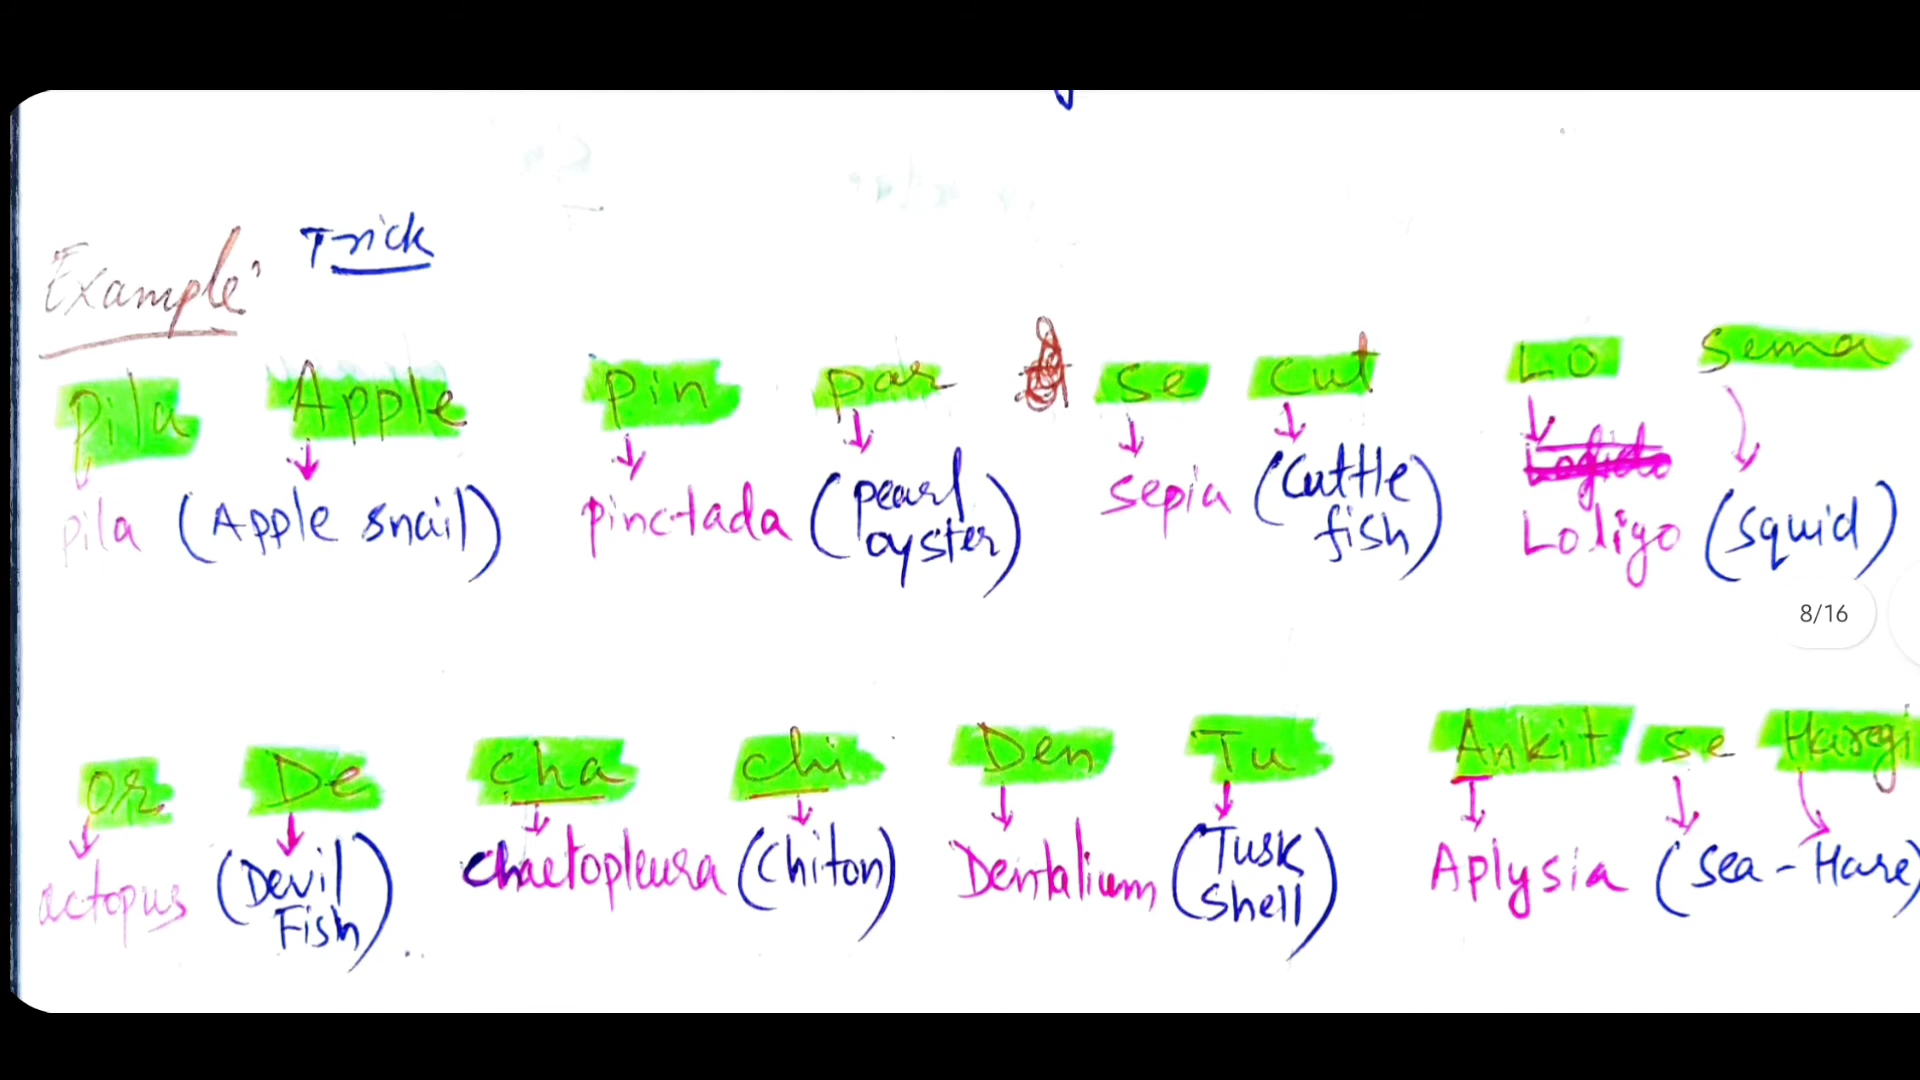 Example:
Trick
Pila Apple Pin par se Cut Lo Sema
pila (Apple snail) pinctada (pearl oyster) sepia (Cuttle fish) Loligo (squid)
8/16
or De Cha Chi Den Tu Ankit se Haregi
octopus (Devil Fish) Chaetopleura (Chiton) Dentalium (Tusk Shell) Aplysia (Sea-Hare)